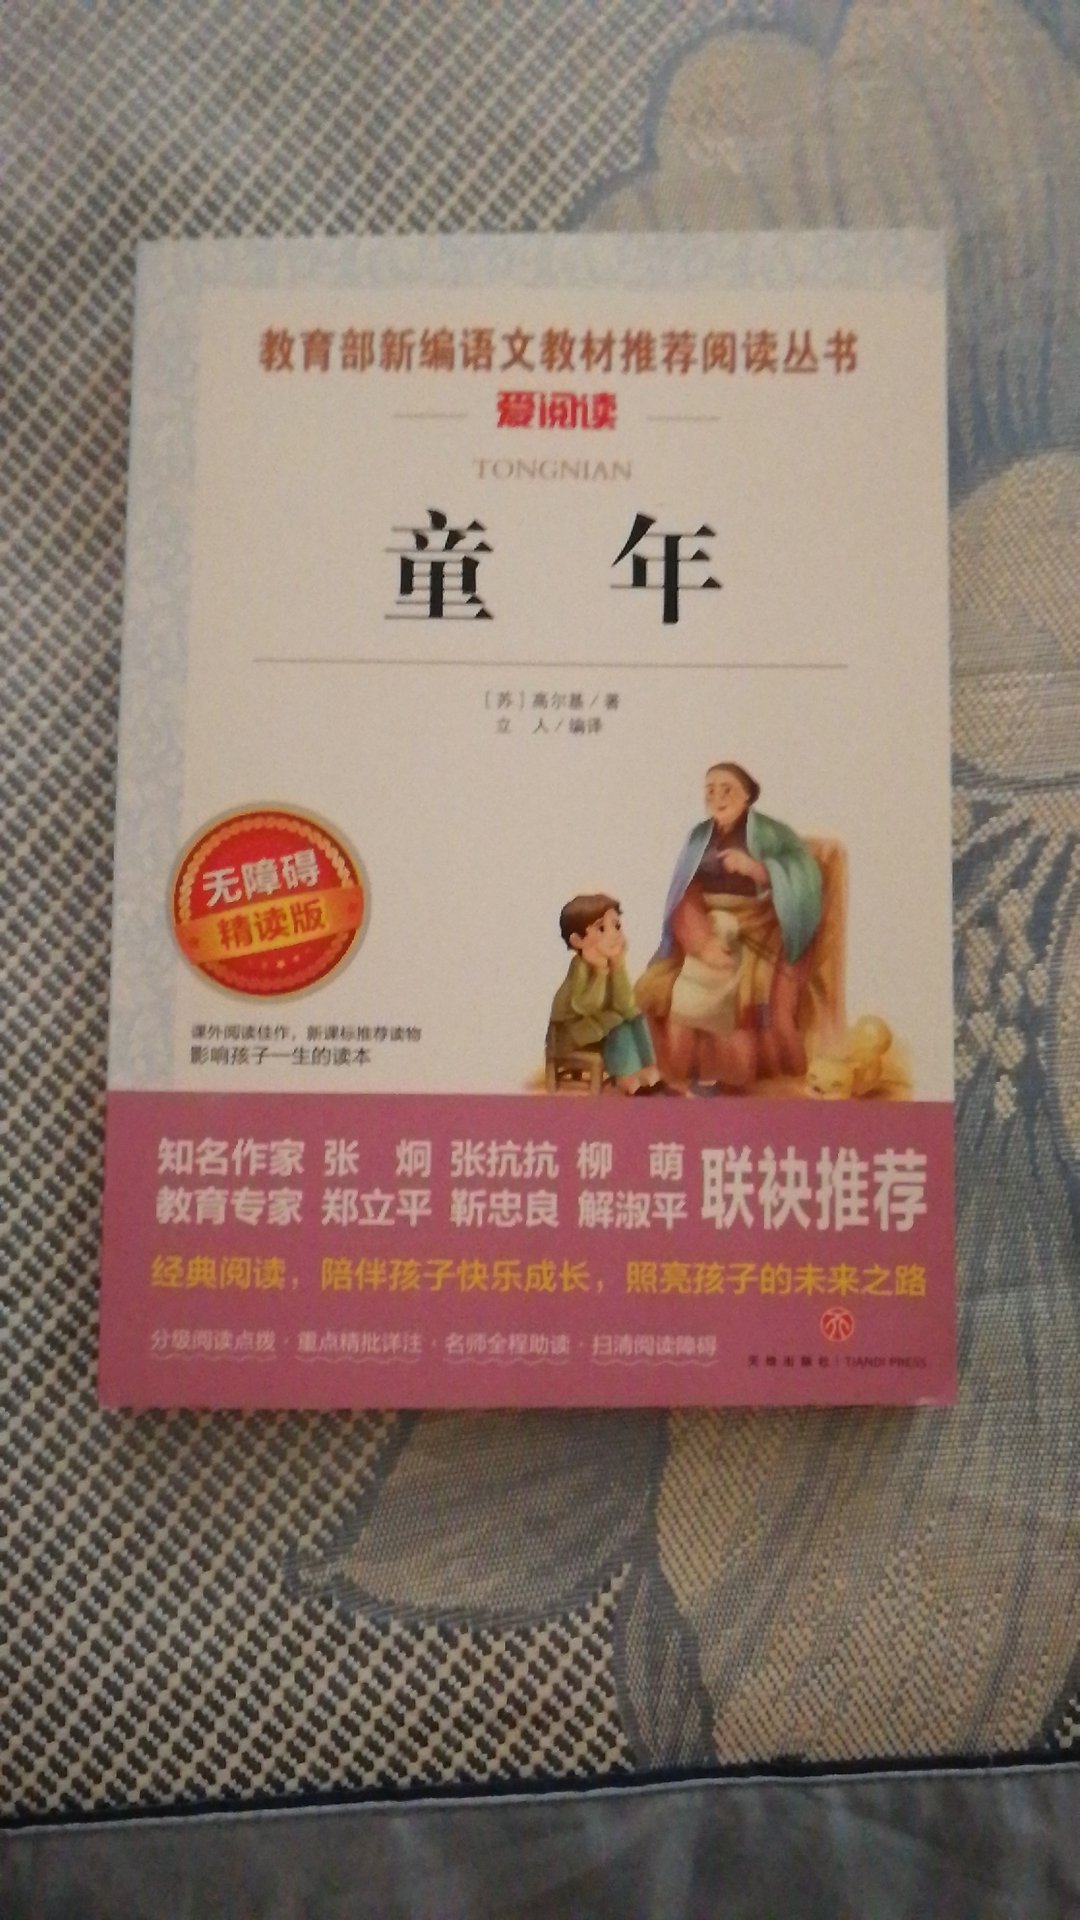 教育部新编语文教材推荐阅读丛书
爱阅读
TONGNIAN
童 年
[苏]高尔基/著
立 人/编译
无障碍
精读版
课外阅读佳作，新课标推荐读物
影响孩子一生的读本
知名作家 张 炯 张抗抗 柳 萌
教育专家 郑立平 靳忠良 解淑平
联袂推荐
经典阅读，陪伴孩子快乐成长，照亮孩子的未来之路
分级阅读点拨·重点精批详注·名师全程助读·扫清阅读障碍
天地出版社 | TIANDI PRESS